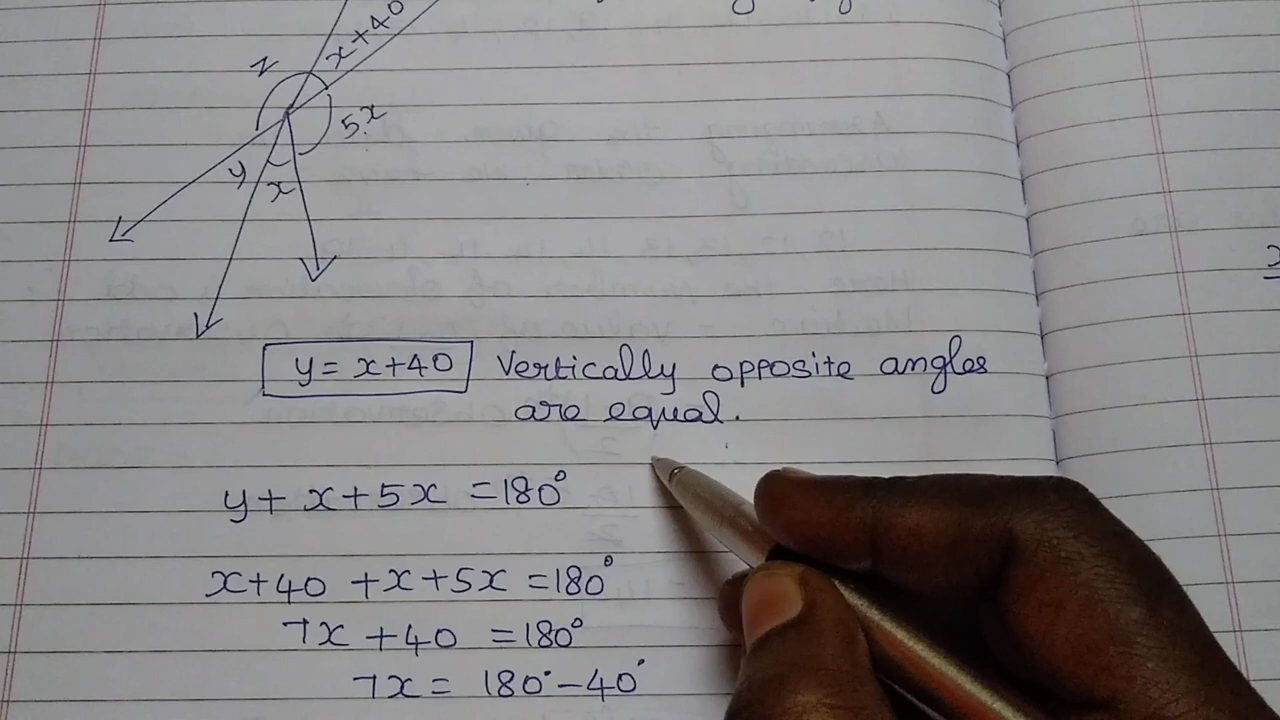 x+40
z
5x
y
x
y = x+40 Vertically opposite angles
are equal.
y + x + 5x = 180°
x+40 + x + 5x = 180°
7x + 40 = 180°
7x = 180° - 40°